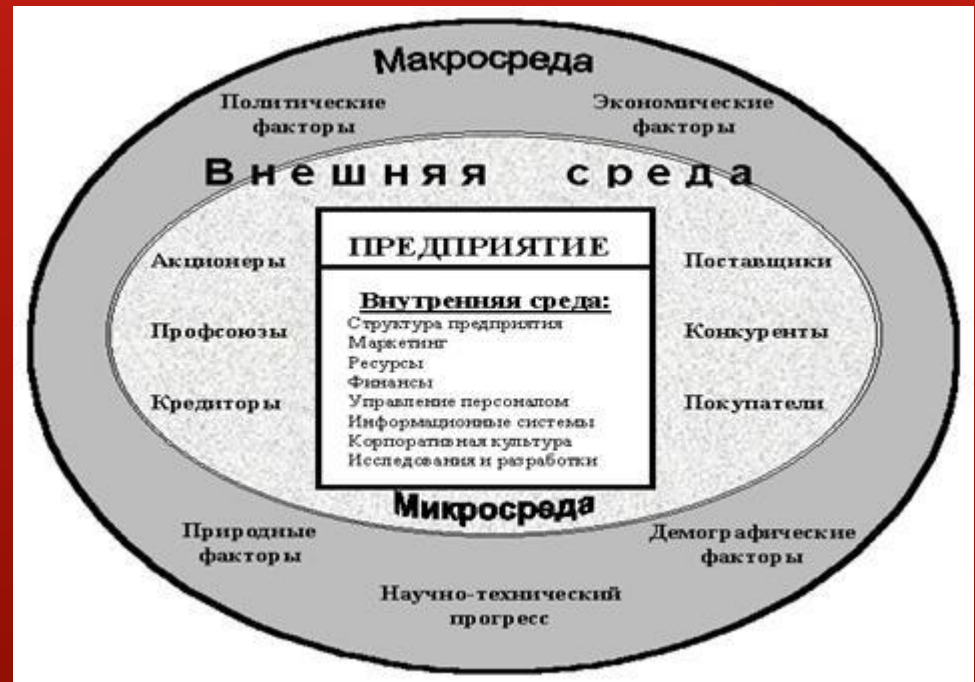 Макросреда
Политические
факторы
Экономические
факторы
Внешняя среда
Акционеры
Профсоюзы
Кредиторы
ПРЕДПРИЯТИЕ
Внутренняя среда:
Структура предприятия
Маркетинг
Ресурсы
Финансы
Управление персоналом
Информационные системы
Корпоративная культура
Исследования и разработки
Поставщики
Конкуренты
Покупатели
Микросреда
Природные
факторы
Научно-технический
прогресс
Демографические
факторы